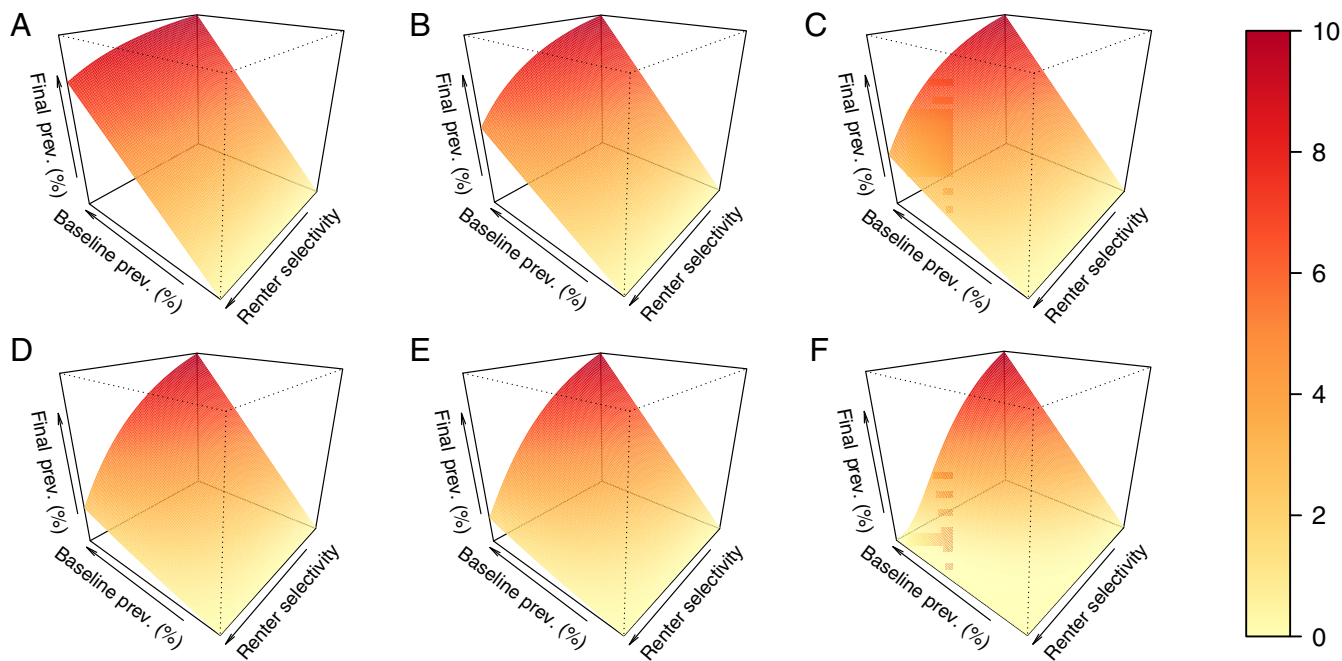 A
Final prev. (%)
Baseline prev. (%)
Renter selectivity
B
Final prev. (%)
Baseline prev. (%)
Renter selectivity
C
Final prev. (%)
Baseline prev. (%)
Renter selectivity
D
Final prev. (%)
Baseline prev. (%)
Renter selectivity
E
Final prev. (%)
Baseline prev. (%)
Renter selectivity
F
Final prev. (%)
Baseline prev. (%)
Renter selectivity
10
8
6
4
2
0